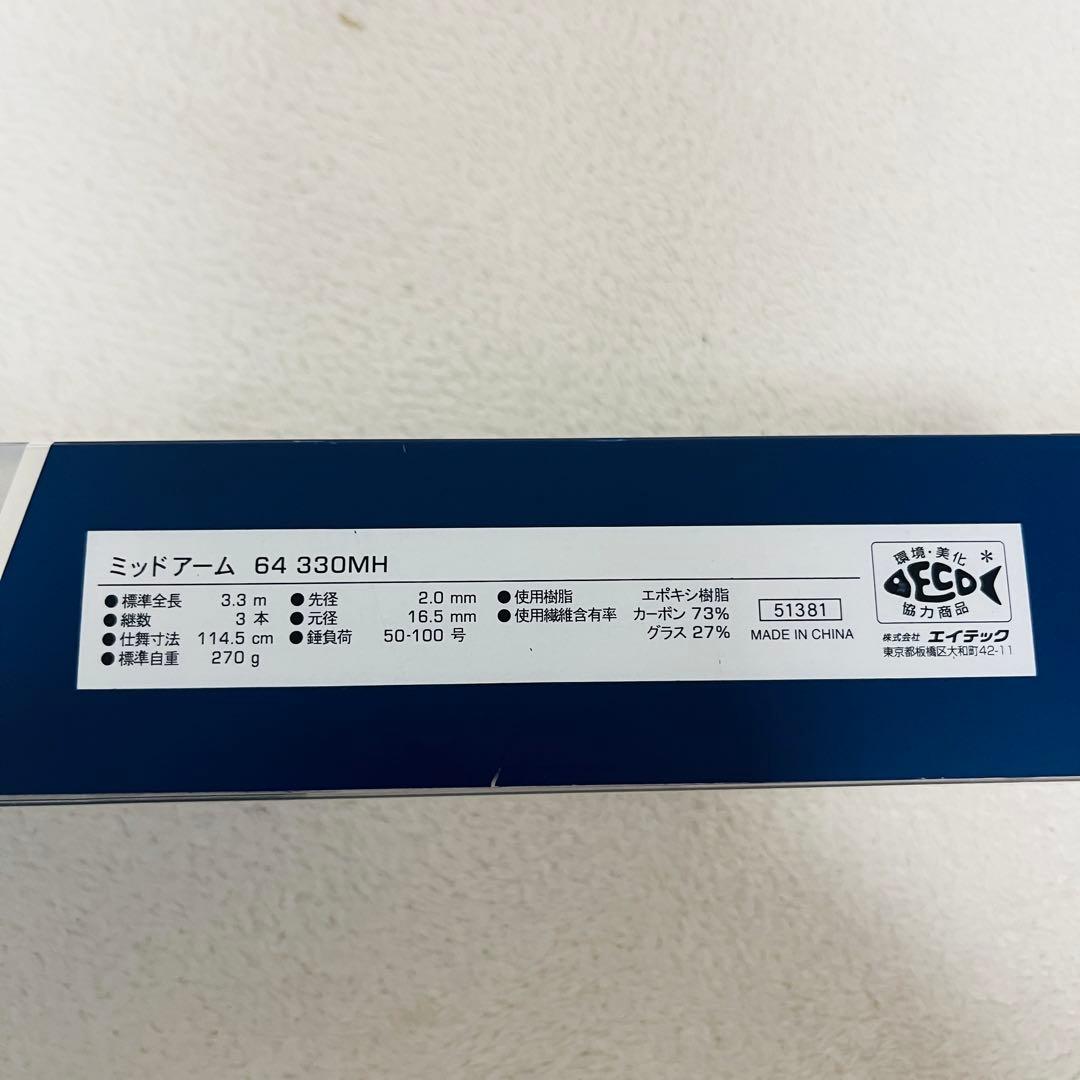 ミッドアーム 64 330MH
●標準全長 3.3 m ●先径 2.0 mm ●使用樹脂 エポキシ樹脂
●継数 3 本 ●元径 16.5 mm ●使用繊維含有率 カーボン 73%
●仕舞寸法 114.5 cm ●錘負荷 50-100 号 グラス 27%
●標準自重 270 g
51381
MADE IN CHINA
環境・美化*
ECO
協力商品
株式会社 エイテック
東京都板橋区大和町42-11